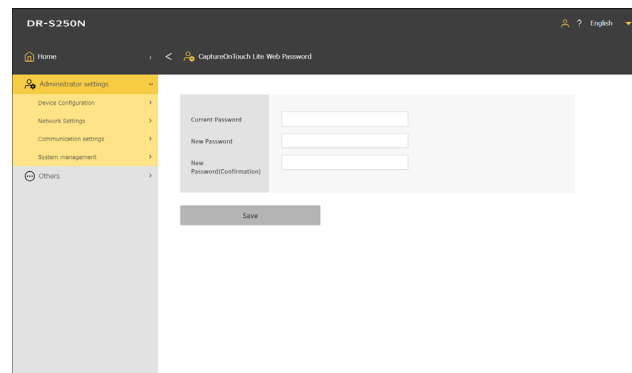 DR-S250N
? English
Home
< CaptureOnTouch Lite Web Password
Administrator settings
Device Configuration
Network Settings
Communication settings
System management
Others
Current Password
New Password
New
Password(Confirmation)
Save